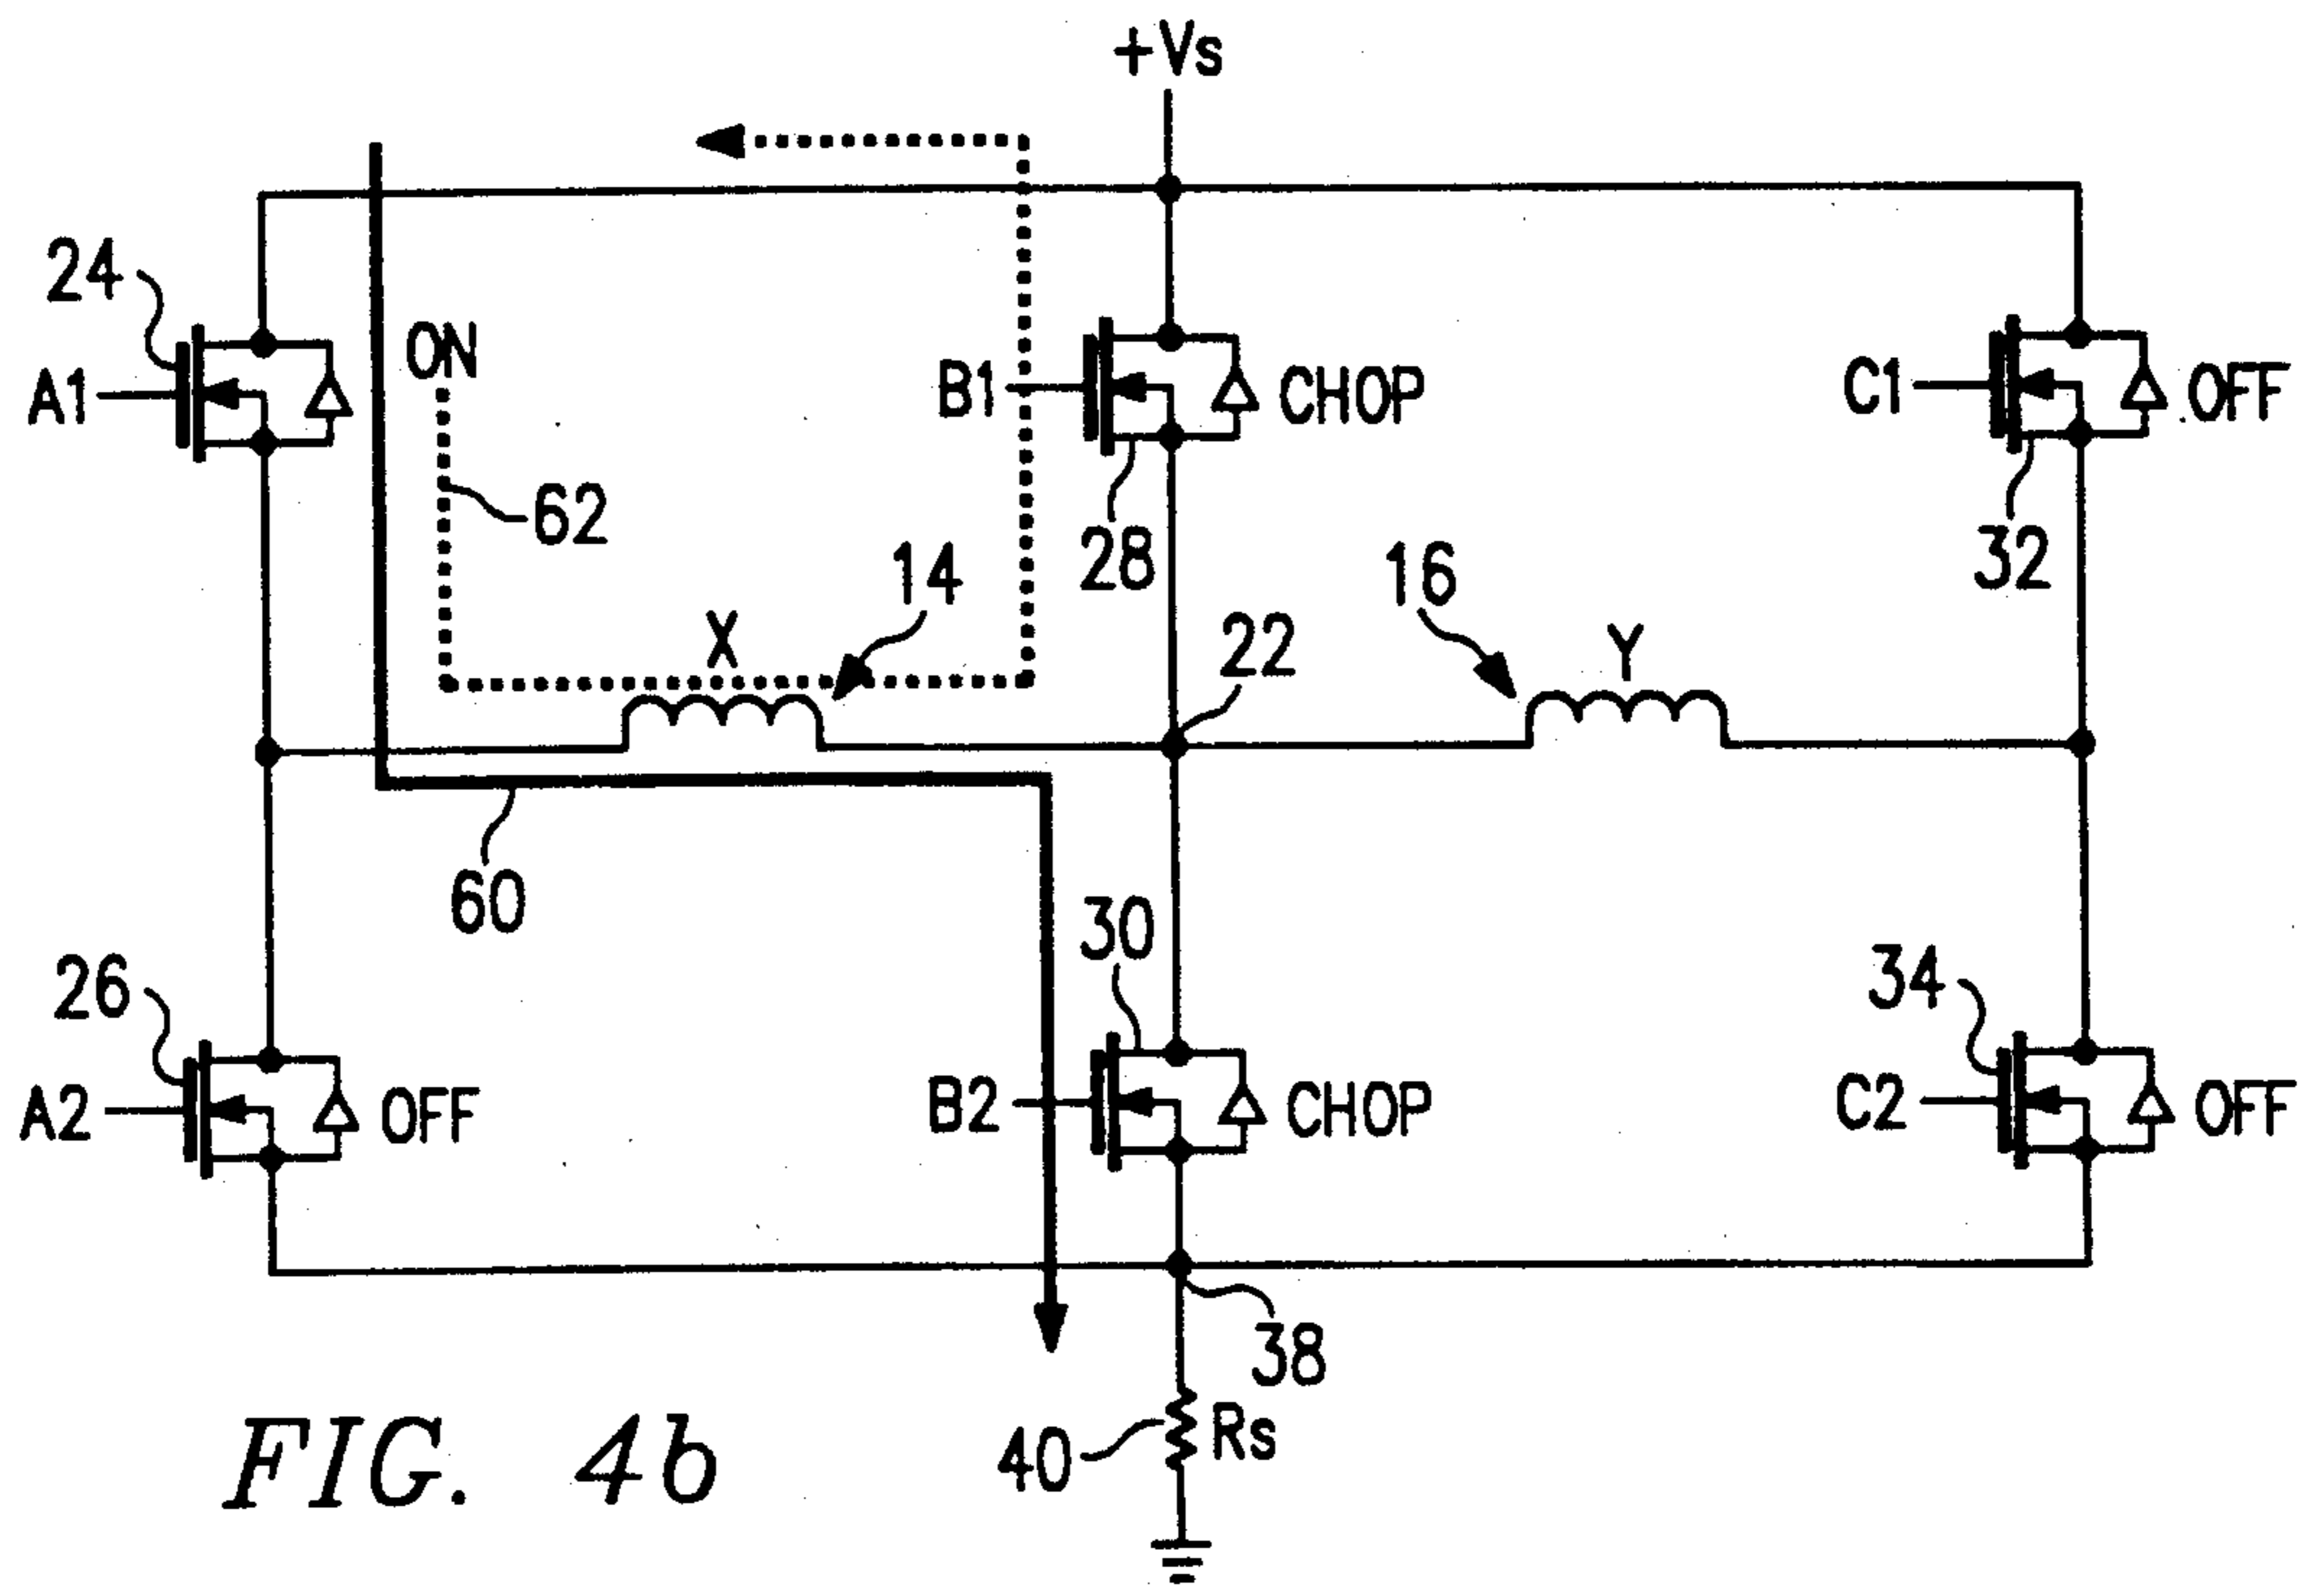 +Vs
24
ON
A1
B1
CHOP
C1
OFF
62
28
32
14
16
X
22
Y
60
30
26
34
A2
OFF
B2
CHOP
C2
OFF
38
40
Rs
FIG. 4b